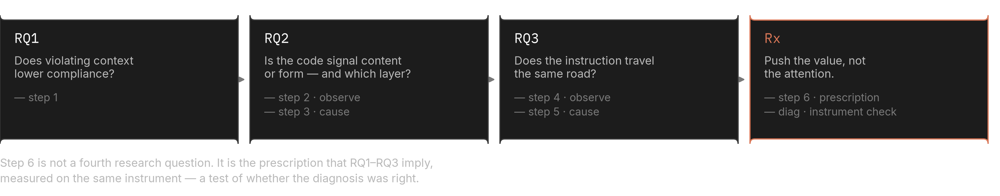 RQ1
Does violating context
lower compliance?
— step 1
RQ2
Is the code signal content
or form — and which layer?
— step 2 · observe
— step 3 · cause
RQ3
Does the instruction travel
the same road?
— step 4 · observe
— step 5 · cause
Rx
Push the value, not
the attention.
— step 6 · prescription
— diag · instrument check
Step 6 is not a fourth research question. It is the prescription that RQ1–RQ3 imply,
measured on the same instrument — a test of whether the diagnosis was right.